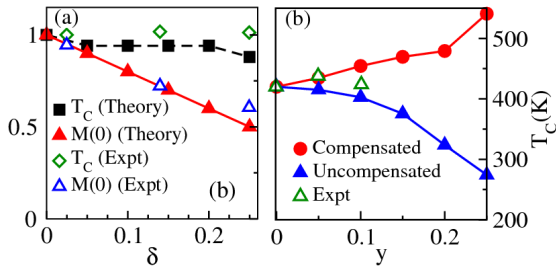 (a)
1
0.5
0
T_C (Theory)
M(0) (Theory)
T_C (Expt)
M(0) (Expt)
(b)
0
0.1
0.2
δ
(b)
Compensated
Uncompensated
Expt
0
0.1
0.2
y
500
400
300
200
T_C(K)